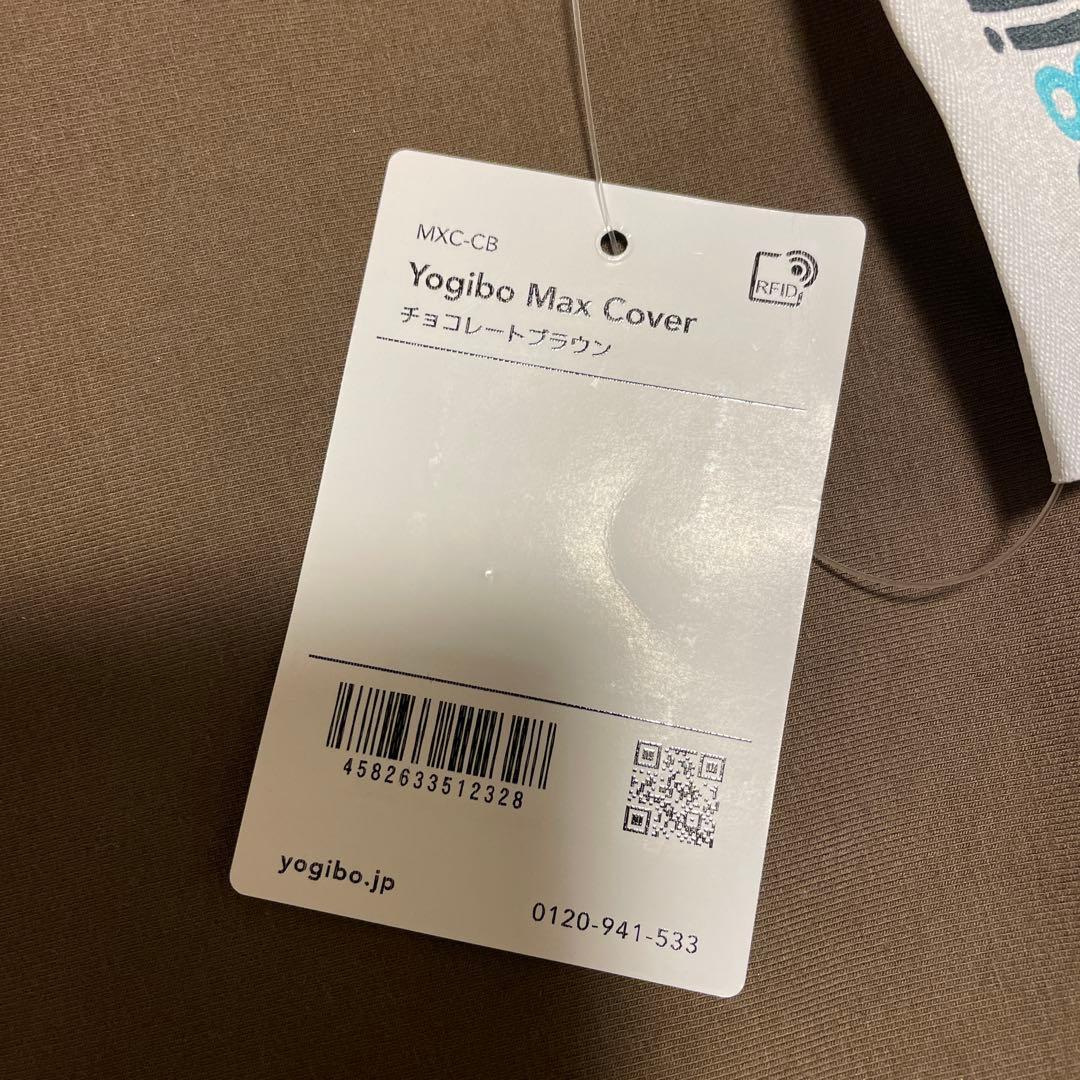 MXC-CB
Yogibo Max Cover
チョコレートブラウン
RFID
4582633512328
yogibo.jp
0120-941-533